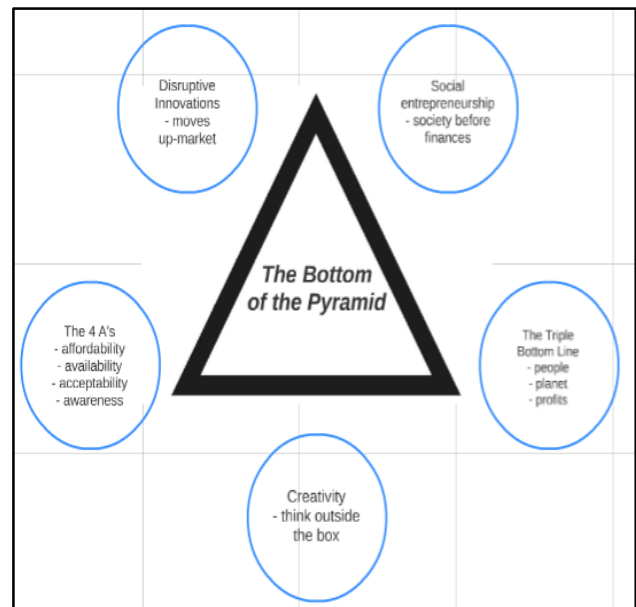 Disruptive
Innovations
- moves
up-market
Social
entrepreneurship
- society before
finances
The Bottom
of the Pyramid
The 4 A's
- affordability
- availability
- acceptability
- awareness
The Triple
Bottom Line
- people
- planet
- profits
Creativity
- think outside
the box